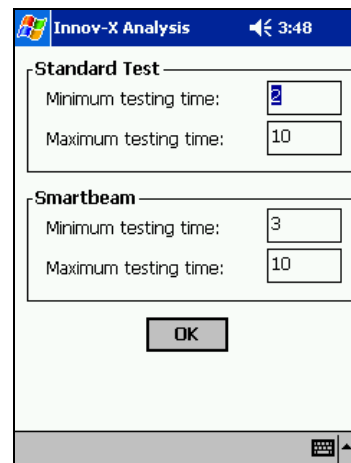 Innov-X Analysis 3:48
Standard Test
Minimum testing time: 2
Maximum testing time: 10
Smartbeam
Minimum testing time: 3
Maximum testing time: 10
OK